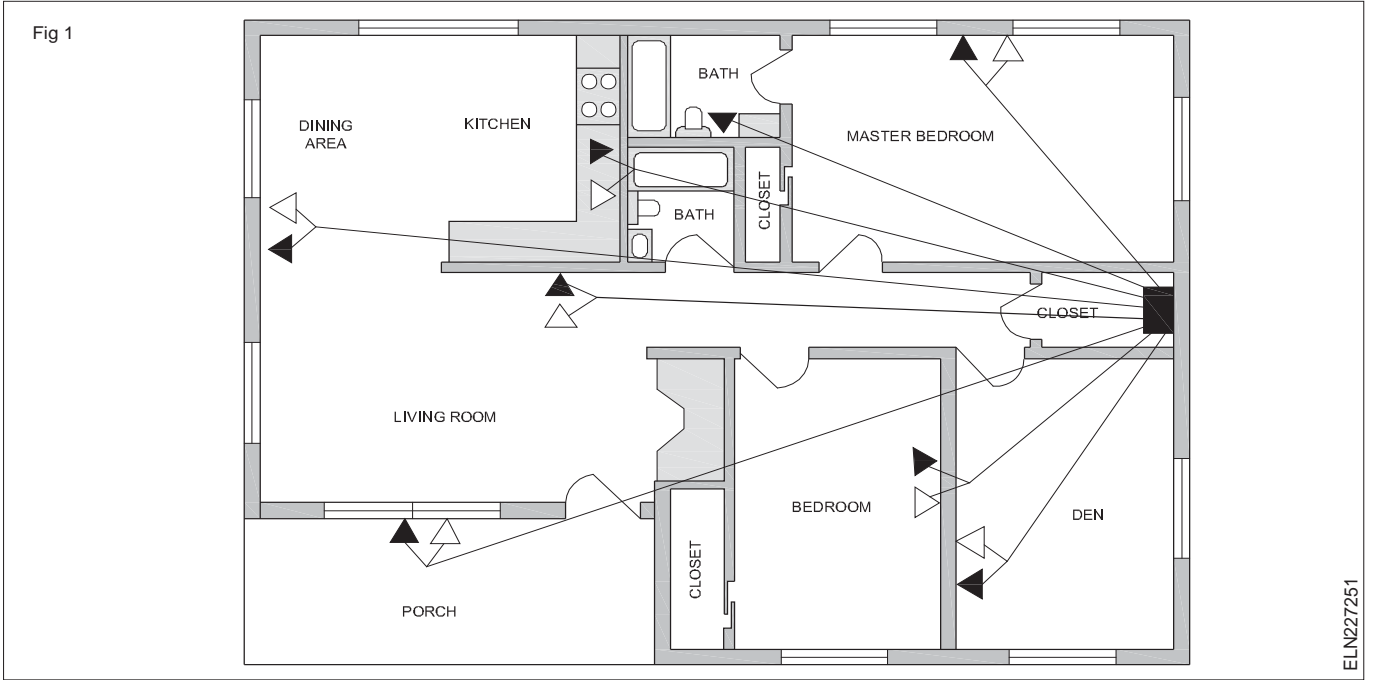 Fig 1
BATH
DINING
AREA
KITCHEN
MASTER BEDROOM
CLOSET
BATH
CLOSET
LIVING ROOM
BEDROOM
DEN
CLOSET
PORCH
ELN227251